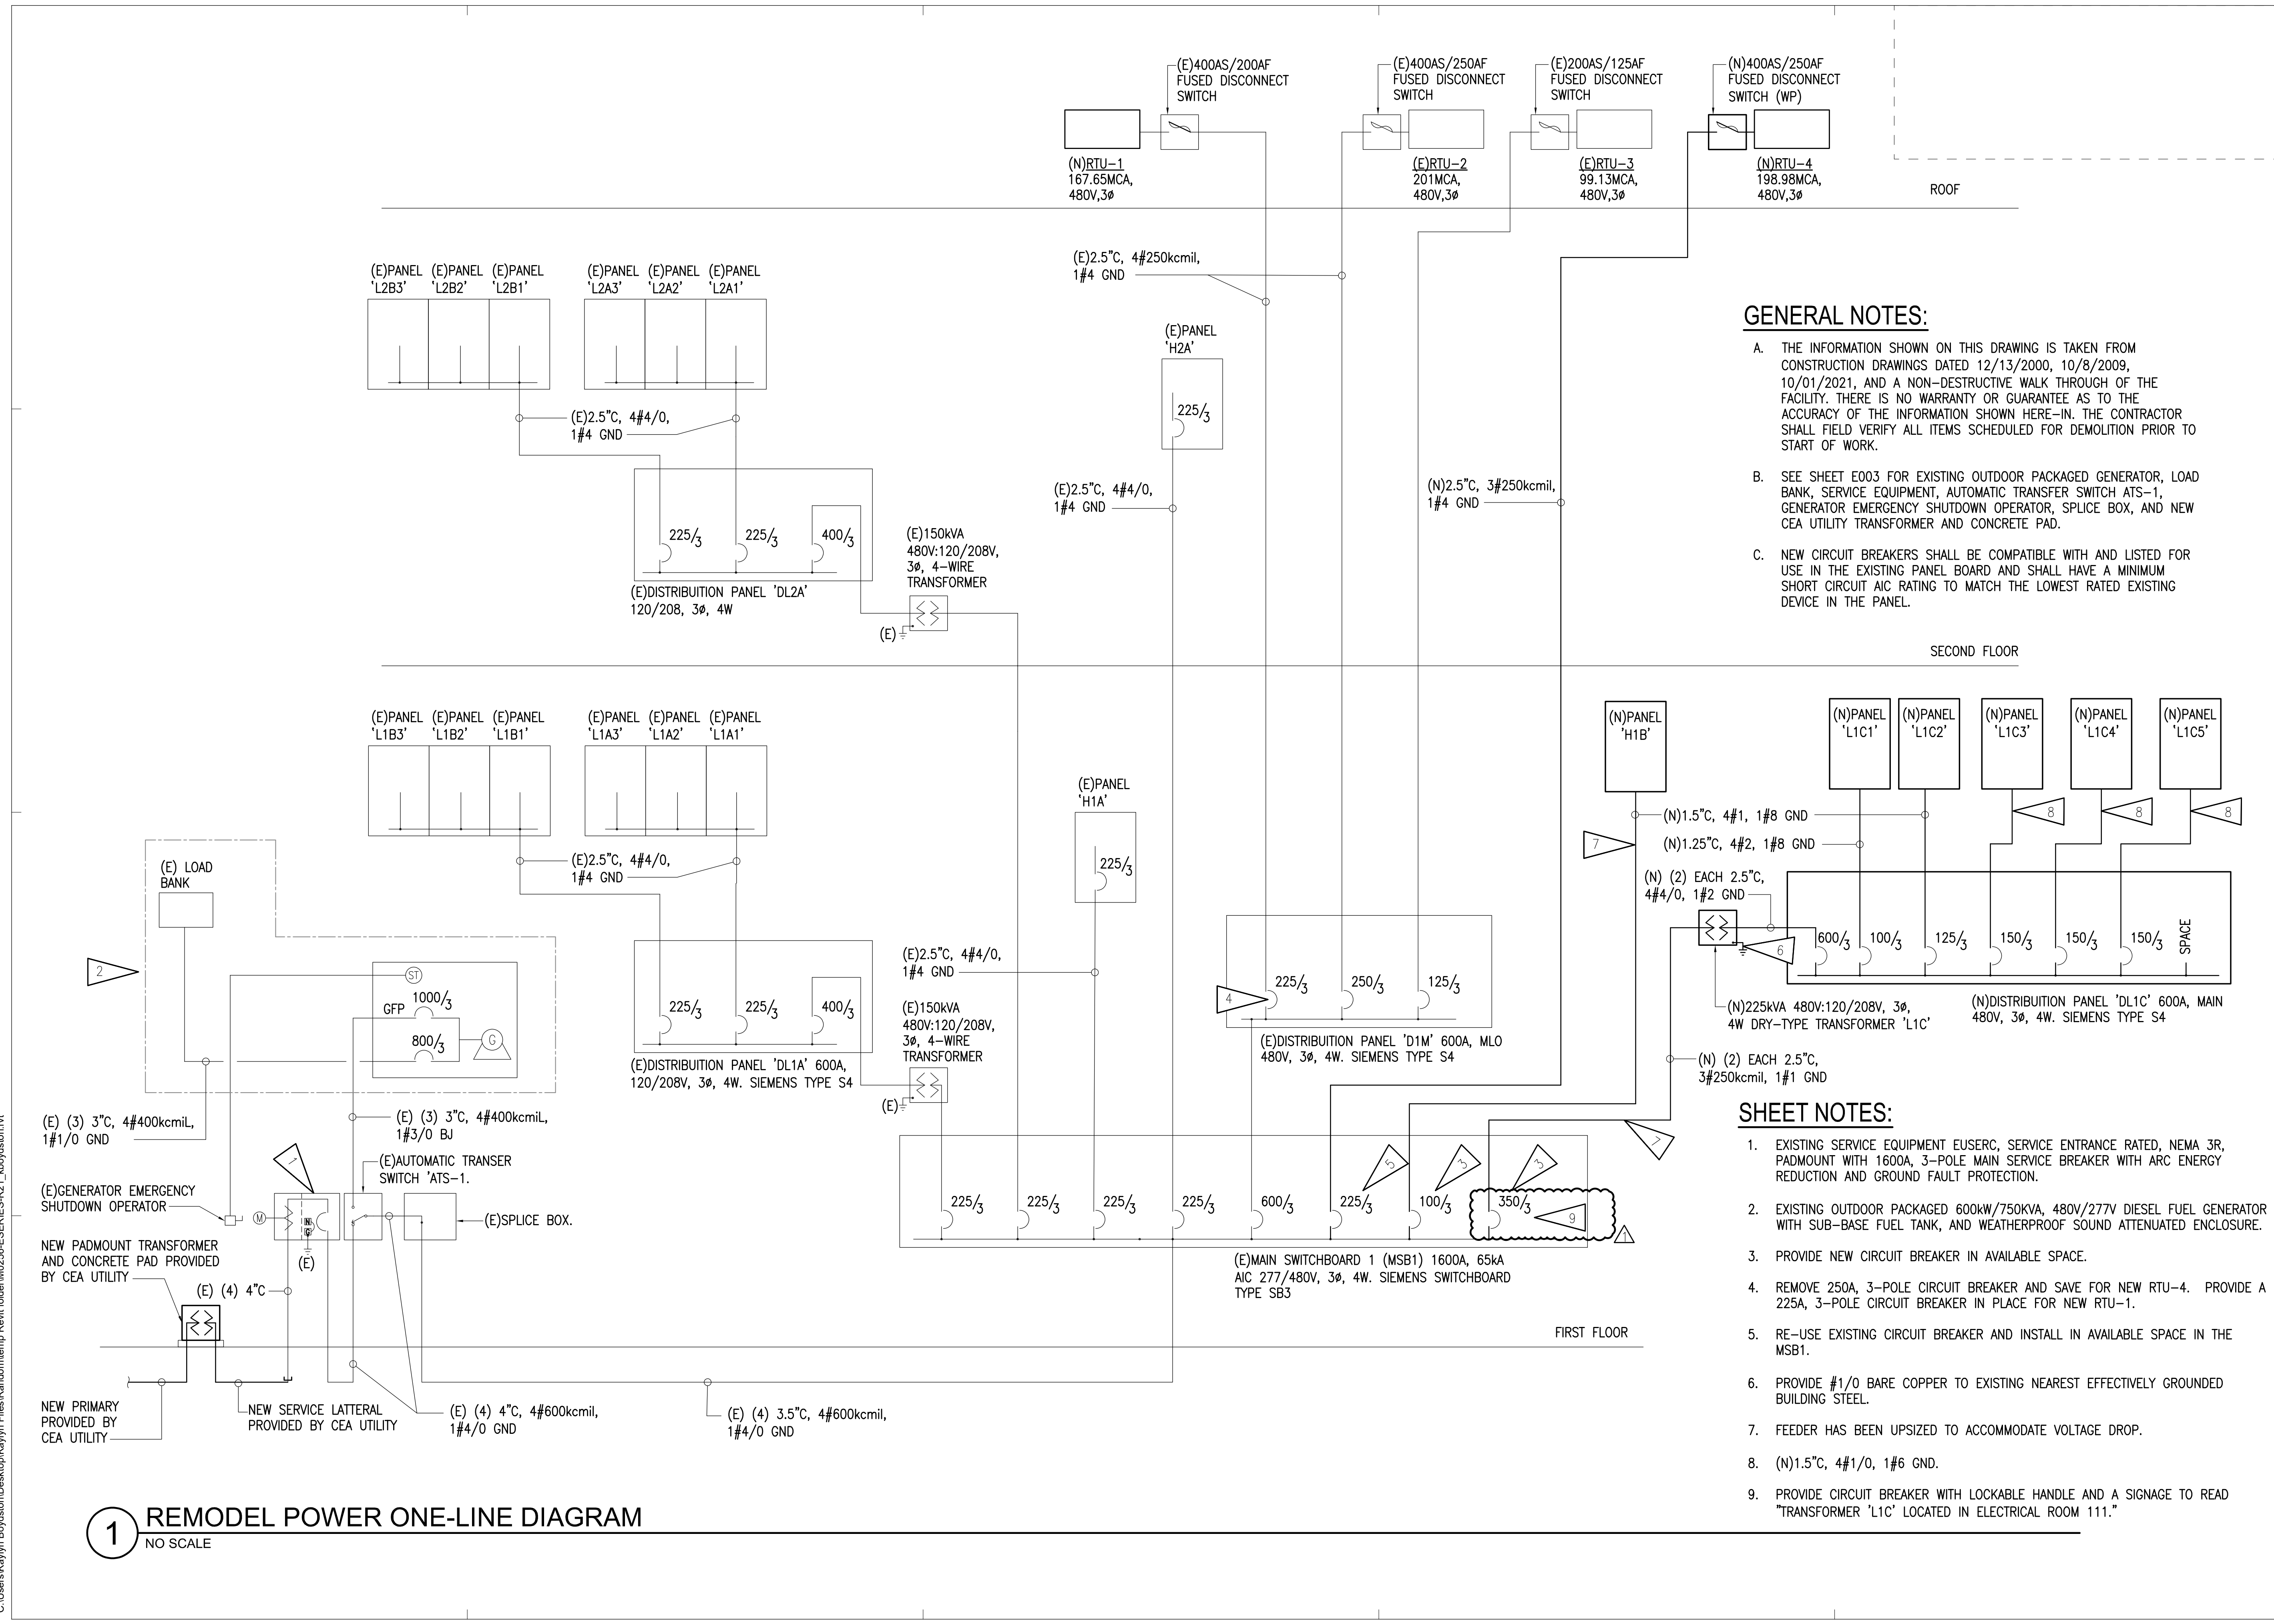 (E)400AS/200AF
FUSED DISCONNECT
SWITCH
(E)400AS/250AF
FUSED DISCONNECT
SWITCH
(E)200AS/125AF
FUSED DISCONNECT
SWITCH
(N)400AS/250AF
FUSED DISCONNECT
SWITCH (WP)
(N)RTU-1
167.65MCA,
480V,3ø
(E)RTU-2
201MCA,
480V,3ø
(E)RTU-3
99.13MCA,
480V,3ø
(N)RTU-4
198.98MCA,
480V,3ø
ROOF
(E)2.5"C, 4#250kcmil,
1#4 GND
(E)PANEL
'L2B3'
(E)PANEL
'L2B2'
(E)PANEL
'L2B1'
(E)PANEL
'L2A3'
(E)PANEL
'L2A2'
(E)PANEL
'L2A1'
(E)PANEL
'H2A'
225/3
(E)2.5"C, 4#4/0,
1#4 GND
(E)2.5"C, 4#4/0,
1#4 GND
(N)2.5"C, 3#250kcmil,
1#4 GND
225/3
225/3
400/3
(E)150kVA
480V:120/208V,
3ø, 4-WIRE
TRANSFORMER
(E)
(E)DISTRIBUITION PANEL 'DL2A'
120/208, 3ø, 4W
GENERAL NOTES:
A. THE INFORMATION SHOWN ON THIS DRAWING IS TAKEN FROM
CONSTRUCTION DRAWINGS DATED 12/13/2000, 10/8/2009,
10/01/2021, AND A NON-DESTRUCTIVE WALK THROUGH OF THE
FACILITY. THERE IS NO WARRANTY OR GUARANTEE AS TO THE
ACCURACY OF THE INFORMATION SHOWN HERE-IN. THE CONTRACTOR
SHALL FIELD VERIFY ALL ITEMS SCHEDULED FOR DEMOLITION PRIOR TO
START OF WORK.
B. SEE SHEET E003 FOR EXISTING OUTDOOR PACKAGED GENERATOR, LOAD
BANK, SERVICE EQUIPMENT, AUTOMATIC TRANSFER SWITCH ATS-1,
GENERATOR EMERGENCY SHUTDOWN OPERATOR, SPLICE BOX, AND NEW
CEA UTILITY TRANSFORMER AND CONCRETE PAD.
C. NEW CIRCUIT BREAKERS SHALL BE COMPATIBLE WITH AND LISTED FOR
USE IN THE EXISTING PANEL BOARD AND SHALL HAVE A MINIMUM
SHORT CIRCUIT AIC RATING TO MATCH THE LOWEST RATED EXISTING
DEVICE IN THE PANEL.
SECOND FLOOR
(E)PANEL
'L1B3'
(E)PANEL
'L1B2'
(E)PANEL
'L1B1'
(E)PANEL
'L1A3'
(E)PANEL
'L1A2'
(E)PANEL
'L1A1'
(E)PANEL
'H1A'
225/3
(N)PANEL
'H1B'
(N)PANEL
'L1C1'
(N)PANEL
'L1C2'
(N)PANEL
'L1C3'
(N)PANEL
'L1C4'
(N)PANEL
'L1C5'
8
8
8
7
(N)1.5"C, 4#1, 1#8 GND
(N)1.25"C, 4#2, 1#8 GND
(N) (2) EACH 2.5"C,
4#4/0, 1#2 GND
6
600/3
100/3
125/3
150/3
150/3
150/3
SPACE
(N)225kVA 480V:120/208V, 3ø,
4W DRY-TYPE TRANSFORMER 'L1C'
(N)DISTRIBUITION PANEL 'DL1C' 600A, MAIN
480V, 3ø, 4W. SIEMENS TYPE S4
(N) (2) EACH 2.5"C,
3#250kcmil, 1#1 GND
(E) LOAD
BANK
2
ST
GFP
1000/3
800/3
G
(E)2.5"C, 4#4/0,
1#4 GND
225/3
225/3
400/3
(E)DISTRIBUITION PANEL 'DL1A' 600A,
120/208V, 3ø, 4W. SIEMENS TYPE S4
(E)2.5"C, 4#4/0,
1#4 GND
(E)150kVA
480V:120/208V,
3ø, 4-WIRE
TRANSFORMER
(E)
4
225/3
250/3
125/3
(E)DISTRIBUITION PANEL 'D1M' 600A, MLO
480V, 3ø, 4W. SIEMENS TYPE S4
(E) (3) 3"C, 4#400kcmiL,
1#1/0 GND
(E) (3) 3"C, 4#400kcmiL,
1#3/0 BJ
1
(E)AUTOMATIC TRANSER
SWITCH 'ATS-1.
(E)GENERATOR EMERGENCY
SHUTDOWN OPERATOR
M
N
G
(E)
(E)SPLICE BOX.
NEW PADMOUNT TRANSFORMER
AND CONCRETE PAD PROVIDED
BY CEA UTILITY
(E) (4) 4"C
225/3
225/3
225/3
225/3
600/3
225/3
100/3
350/3
5
3
3
7
9
1
(E)MAIN SWITCHBOARD 1 (MSB1) 1600A, 65kA
AIC 277/480V, 3ø, 4W. SIEMENS SWITCHBOARD
TYPE SB3
FIRST FLOOR
NEW PRIMARY
PROVIDED BY
CEA UTILITY
NEW SERVICE LATTERAL
PROVIDED BY CEA UTILITY
(E) (4) 4"C, 4#600kcmil,
1#4/0 GND
(E) (4) 3.5"C, 4#600kcmil,
1#4/0 GND
SHEET NOTES:
1. EXISTING SERVICE EQUIPMENT EUSERC, SERVICE ENTRANCE RATED, NEMA 3R,
PADMOUNT WITH 1600A, 3-POLE MAIN SERVICE BREAKER WITH ARC ENERGY
REDUCTION AND GROUND FAULT PROTECTION.
2. EXISTING OUTDOOR PACKAGED 600kW/750KVA, 480V/277V DIESEL FUEL GENERATOR
WITH SUB-BASE FUEL TANK, AND WEATHERPROOF SOUND ATTENUATED ENCLOSURE.
3. PROVIDE NEW CIRCUIT BREAKER IN AVAILABLE SPACE.
4. REMOVE 250A, 3-POLE CIRCUIT BREAKER AND SAVE FOR NEW RTU-4. PROVIDE A
225A, 3-POLE CIRCUIT BREAKER IN PLACE FOR NEW RTU-1.
5. RE-USE EXISTING CIRCUIT BREAKER AND INSTALL IN AVAILABLE SPACE IN THE
MSB1.
6. PROVIDE #1/0 BARE COPPER TO EXISTING NEAREST EFFECTIVELY GROUNDED
BUILDING STEEL.
7. FEEDER HAS BEEN UPSIZED TO ACCOMMODATE VOLTAGE DROP.
8. (N)1.5"C, 4#1/0, 1#6 GND.
9. PROVIDE CIRCUIT BREAKER WITH LOCKABLE HANDLE AND A SIGNAGE TO READ
"TRANSFORMER 'L1C' LOCATED IN ELECTRICAL ROOM 111."
1
REMODEL POWER ONE-LINE DIAGRAM
NO SCALE